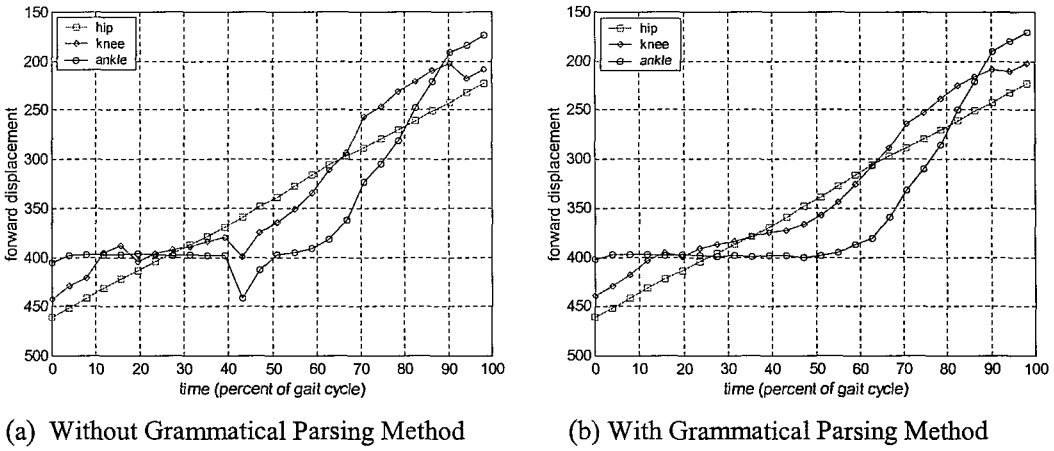 hip
knee
ankle
forward displacement
150
200
250
300
350
400
450
500
0 10 20 30 40 50 60 70 80 90 100
time (percent of gait cycle)
(a) Without Grammatical Parsing Method
hip
knee
ankle
forward displacement
150
200
250
300
350
400
450
500
0 10 20 30 40 50 60 70 80 90 100
time (percent of gait cycle)
(b) With Grammatical Parsing Method